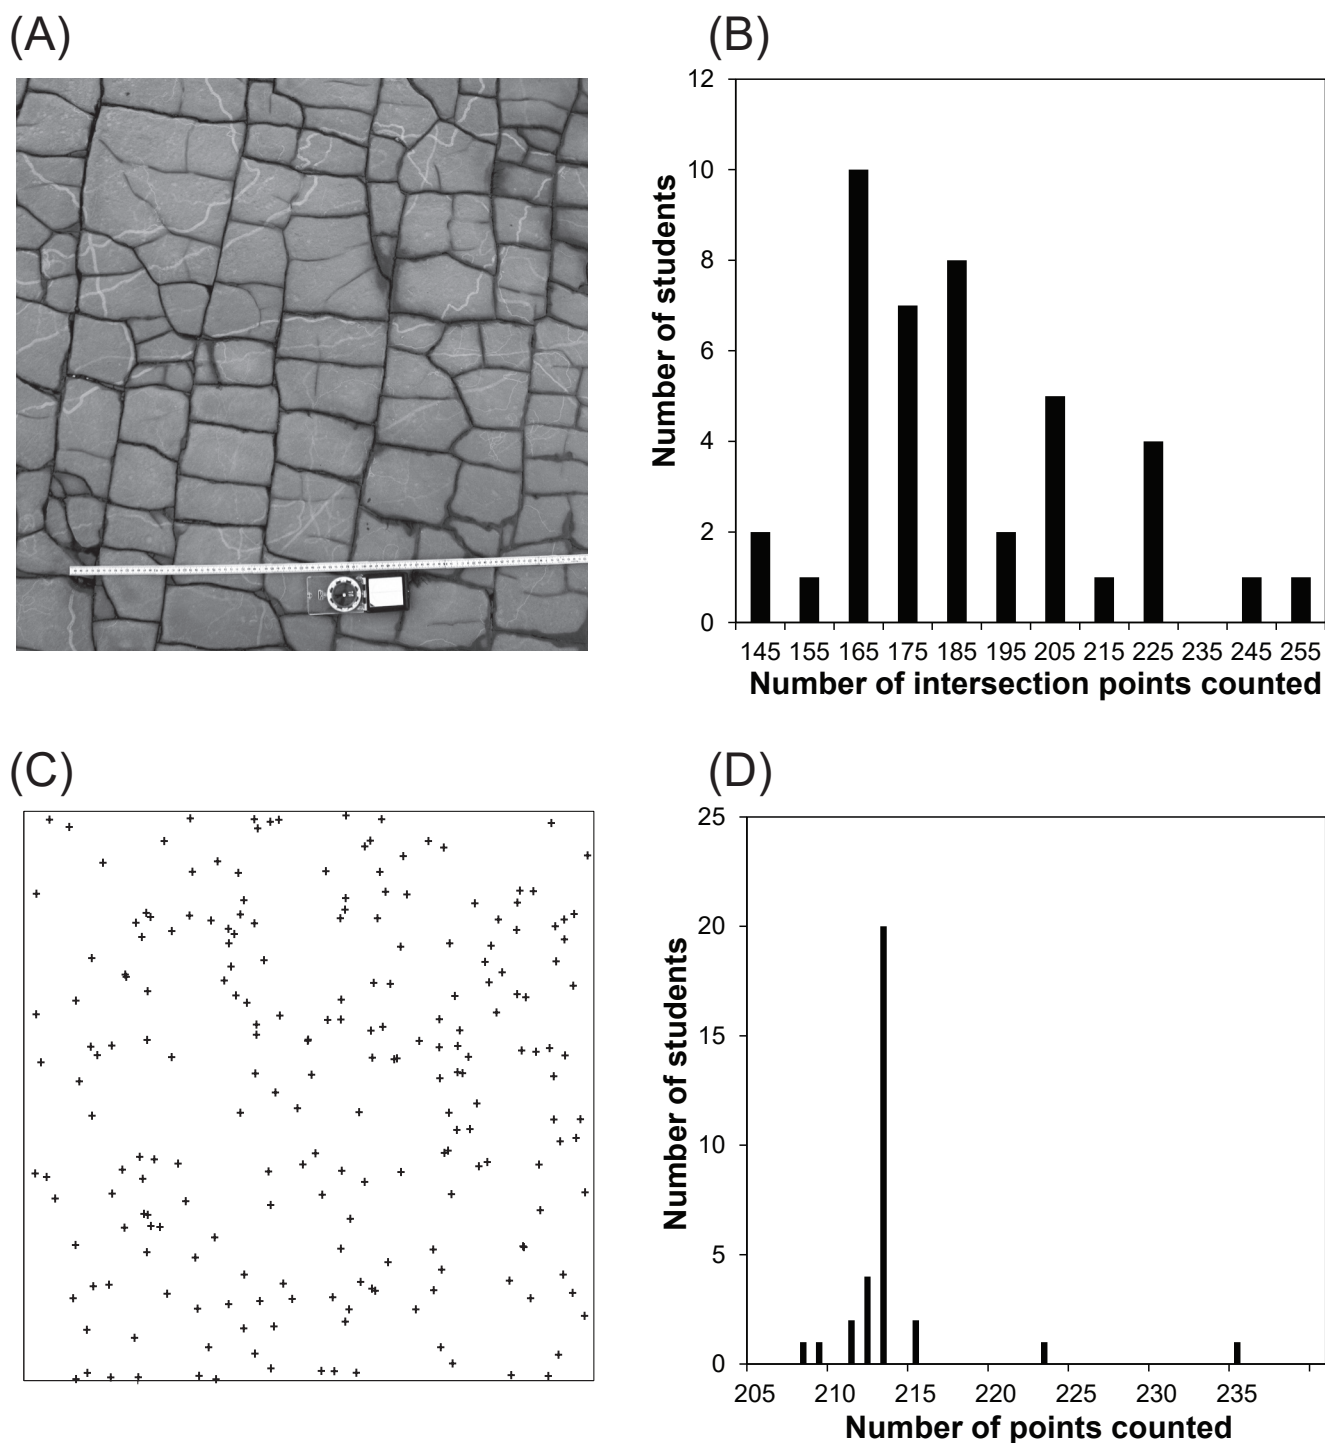 (A)
(B)
12
10
8
6
4
2
0
Number of students
145 155 165 175 185 195 205 215 225 235 245 255
Number of intersection points counted
(C)
(D)
25
20
15
10
5
0
Number of students
205 210 215 220 225 230 235
Number of points counted